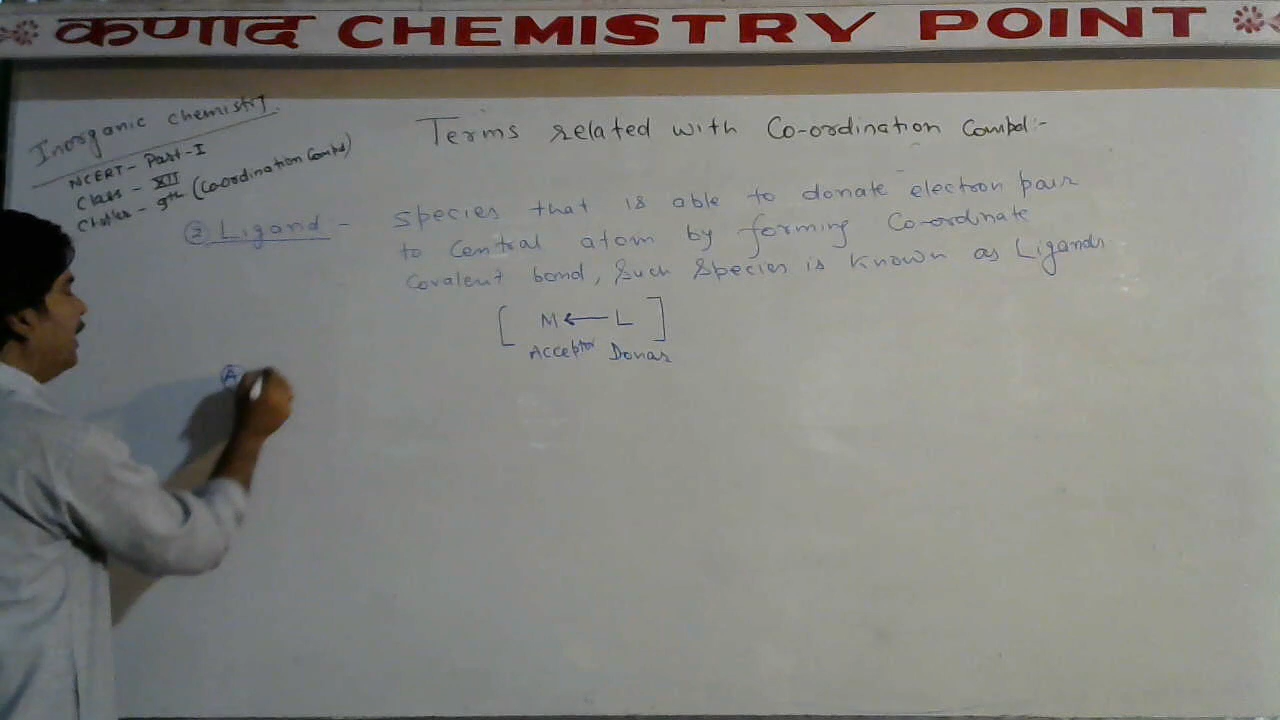 कणाद CHEMISTRY POINT
Inorganic chemistry
NCERT - Part-I
Class - XII
Chapter - 9th (Coordination Compd)
Terms related with Co-ordination Compd:-
② Ligand - Species that is able to donate electron pair
to Central atom by forming Co-ordinate
Covalent bond, Such Species is known as Ligands
[ M ← L ]
Acceptor Donar
Ⓐ